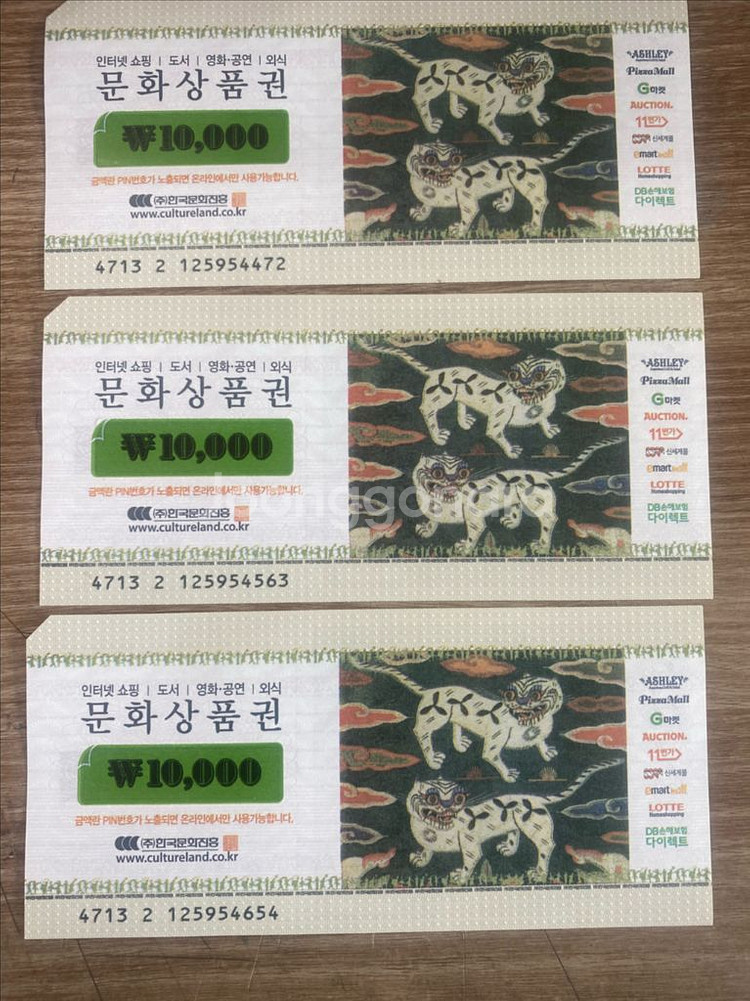 인터넷 쇼핑 | 도서 | 영화·공연 | 외식
문화상품권
₩10,000
금액란 PIN번호가 노출되면 온라인에서만 사용가능합니다.
(주)한국문화진흥
www.cultureland.co.kr
4713 2 125954472
ASHLEY
PizzaMall
G마켓
AUCTION.
11번가
신세계몰
emart mall
LOTTE
Homeshopping
DB손해보험
다이렉트
인터넷 쇼핑 | 도서 | 영화·공연 | 외식
문화상품권
₩10,000
금액란 PIN번호가 노출되면 온라인에서만 사용가능합니다.
(주)한국문화진흥
www.cultureland.co.kr
4713 2 125954563
ASHLEY
PizzaMall
G마켓
AUCTION.
11번가
신세계몰
emart mall
LOTTE
Homeshopping
DB손해보험
다이렉트
인터넷 쇼핑 | 도서 | 영화·공연 | 외식
문화상품권
₩10,000
금액란 PIN번호가 노출되면 온라인에서만 사용가능합니다.
(주)한국문화진흥
www.cultureland.co.kr
4713 2 125954654
ASHLEY
PizzaMall
G마켓
AUCTION.
11번가
신세계몰
emart mall
LOTTE
Homeshopping
DB손해보험
다이렉트